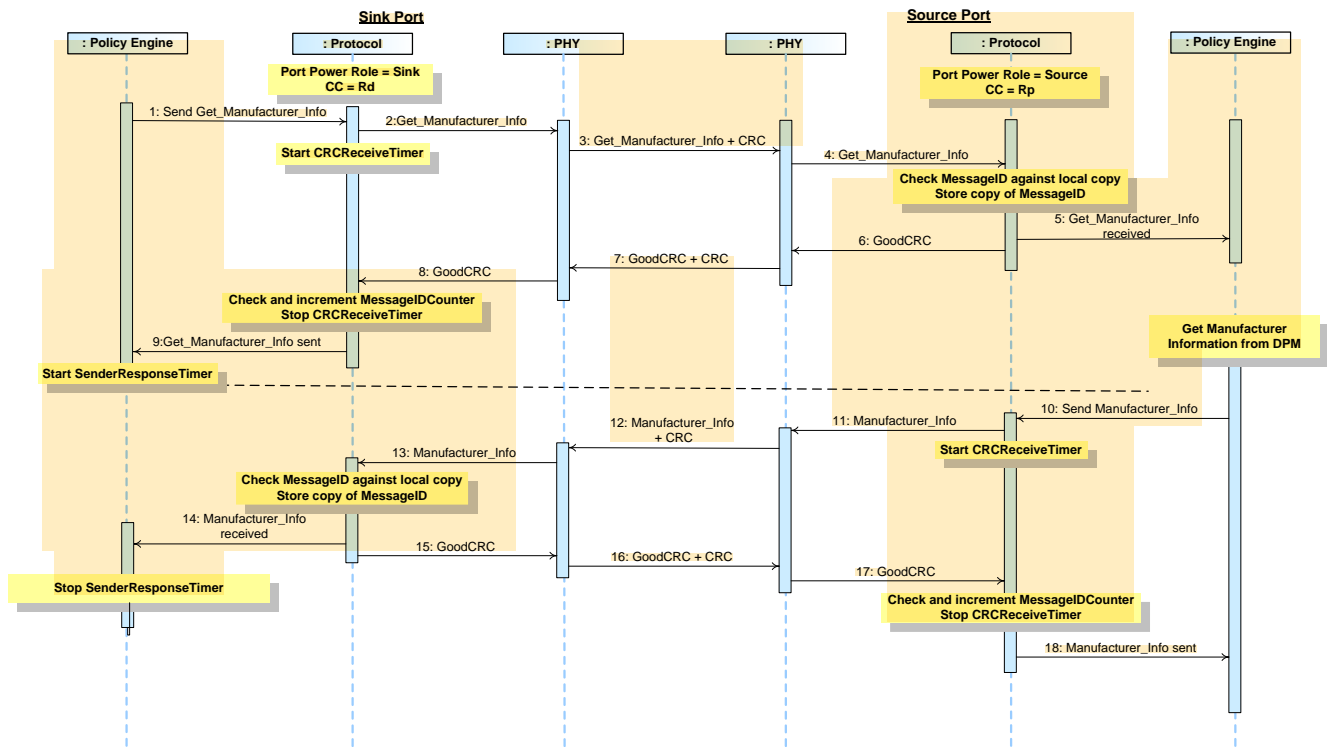 Sink Port
Source Port
: Policy Engine
: Protocol
: PHY
: PHY
: Protocol
: Policy Engine
Port Power Role = Sink
CC = Rd
Port Power Role = Source
CC = Rp
1: Send Get_Manufacturer_Info
2:Get_Manufacturer_Info
Start CRCReceiveTimer
3: Get_Manufacturer_Info + CRC
4: Get_Manufacturer_Info
Check MessageID against local copy
Store copy of MessageID
5: Get_Manufacturer_Info
received
6: GoodCRC
7: GoodCRC + CRC
8: GoodCRC
Check and increment MessageIDCounter
Stop CRCReceiveTimer
9:Get_Manufacturer_Info sent
Start SenderResponseTimer
Get Manufacturer
Information from DPM
10: Send Manufacturer_Info
11: Manufacturer_Info
Start CRCReceiveTimer
12: Manufacturer_Info
+ CRC
13: Manufacturer_Info
Check MessageID against local copy
Store copy of MessageID
14: Manufacturer_Info
received
15: GoodCRC
16: GoodCRC + CRC
17: GoodCRC
Stop SenderResponseTimer
Check and increment MessageIDCounter
Stop CRCReceiveTimer
18: Manufacturer_Info sent